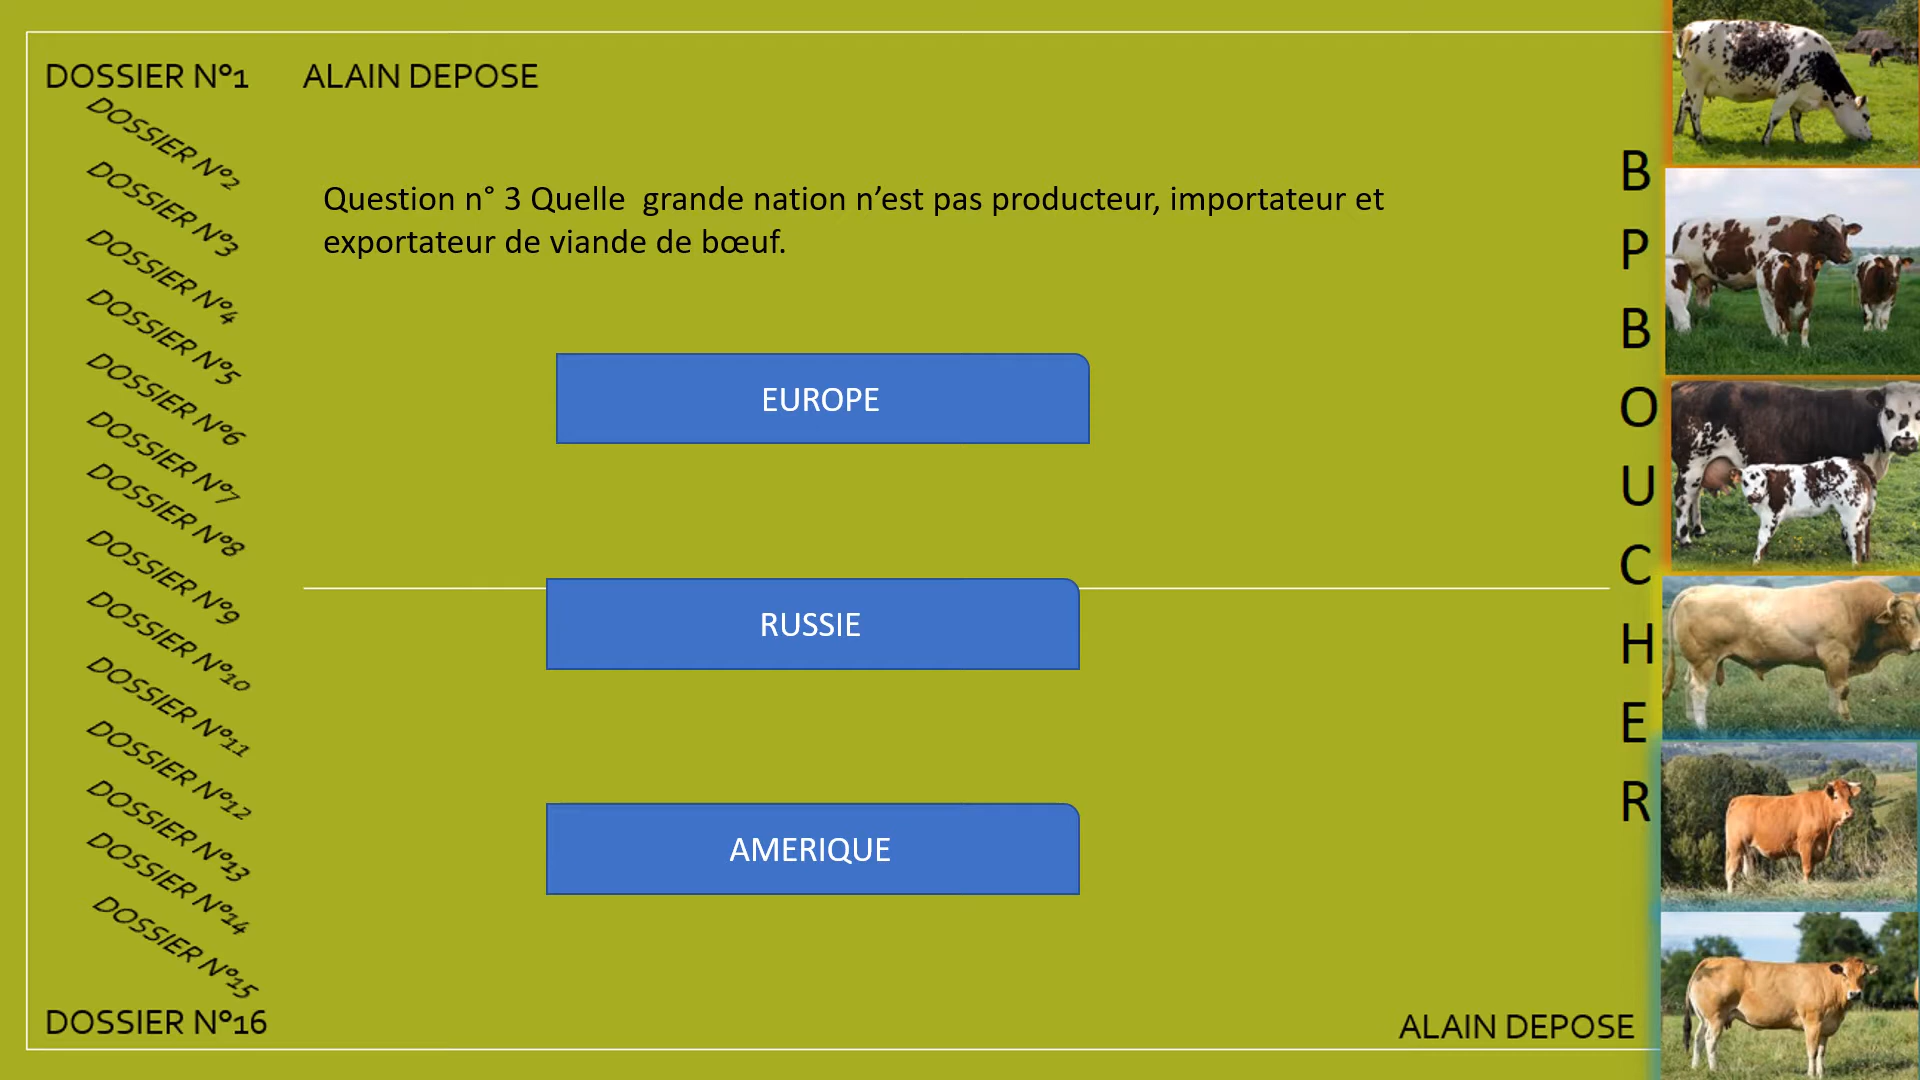 DOSSIER N°1
ALAIN DEPOSE
DOSSIER N°2
DOSSIER N°3
DOSSIER N°4
DOSSIER N°5
DOSSIER N°6
DOSSIER N°7
DOSSIER N°8
DOSSIER N°9
DOSSIER N°10
DOSSIER N°11
DOSSIER N°12
DOSSIER N°13
DOSSIER N°14
DOSSIER N°15
DOSSIER N°16
Question n° 3 Quelle  grande nation n’est pas producteur, importateur et
exportateur de viande de bœuf.
EUROPE
RUSSIE
AMERIQUE
B
P
B
O
U
C
H
E
R
ALAIN DEPOSE